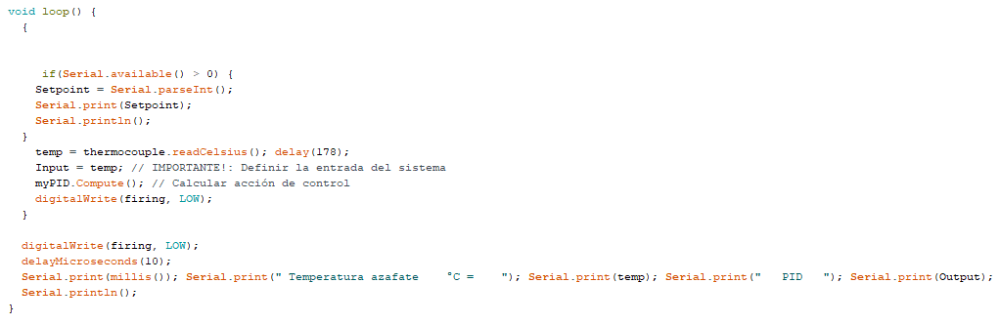 void loop() {
{
if(Serial.available() > 0) {
Setpoint = Serial.parseInt();
Serial.print(Setpoint);
Serial.println();
}
temp = thermocouple.readCelsius(); delay(178);
Input = temp; // IMPORTANTE!: Definir la entrada del sistema
myPID.Compute(); // Calcular acción de control
digitalWrite(firing, LOW);
}
digitalWrite(firing, LOW);
delayMicroseconds(10);
Serial.print(millis()); Serial.print(" Temperatura azafate    °C =    "); Serial.print(temp); Serial.print("   PID   "); Serial.print(Output);
Serial.println();
}